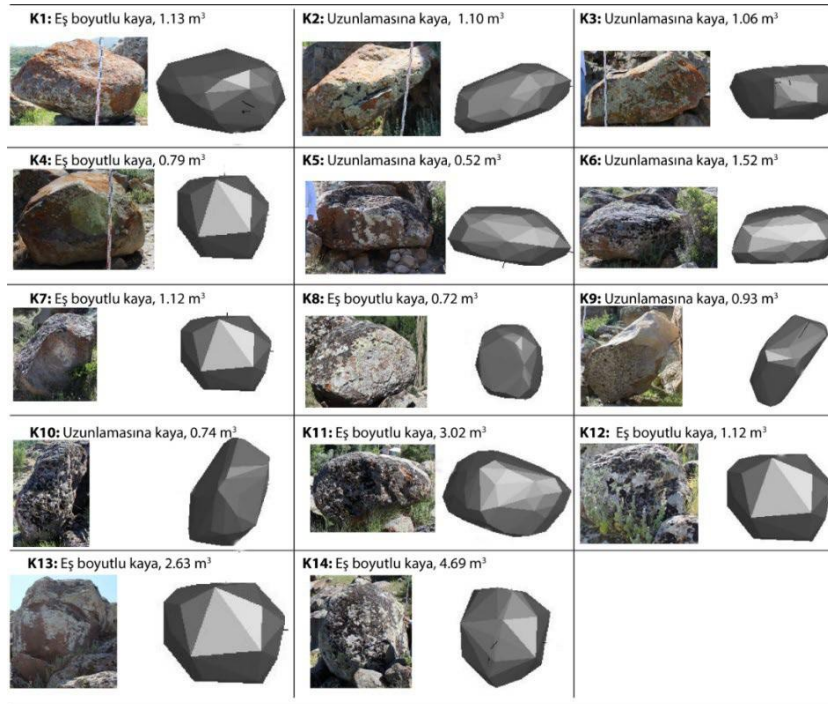 K1: Eş boyutlu kaya, 1.13 m³
K2: Uzunlamasına kaya, 1.10 m³
K3: Uzunlamasına kaya, 1.06 m³
K4: Eş boyutlu kaya, 0.79 m³
K5: Uzunlamasına kaya, 0.52 m³
K6: Uzunlamasına kaya, 1.52 m³
K7: Eş boyutlu kaya, 1.12 m³
K8: Eş boyutlu kaya, 0.72 m³
K9: Uzunlamasına kaya, 0.93 m³
K10: Uzunlamasına kaya, 0.74 m³
K11: Eş boyutlu kaya, 3.02 m³
K12: Eş boyutlu kaya, 1.12 m³
K13: Eş boyutlu kaya, 2.63 m³
K14: Eş boyutlu kaya, 4.69 m³